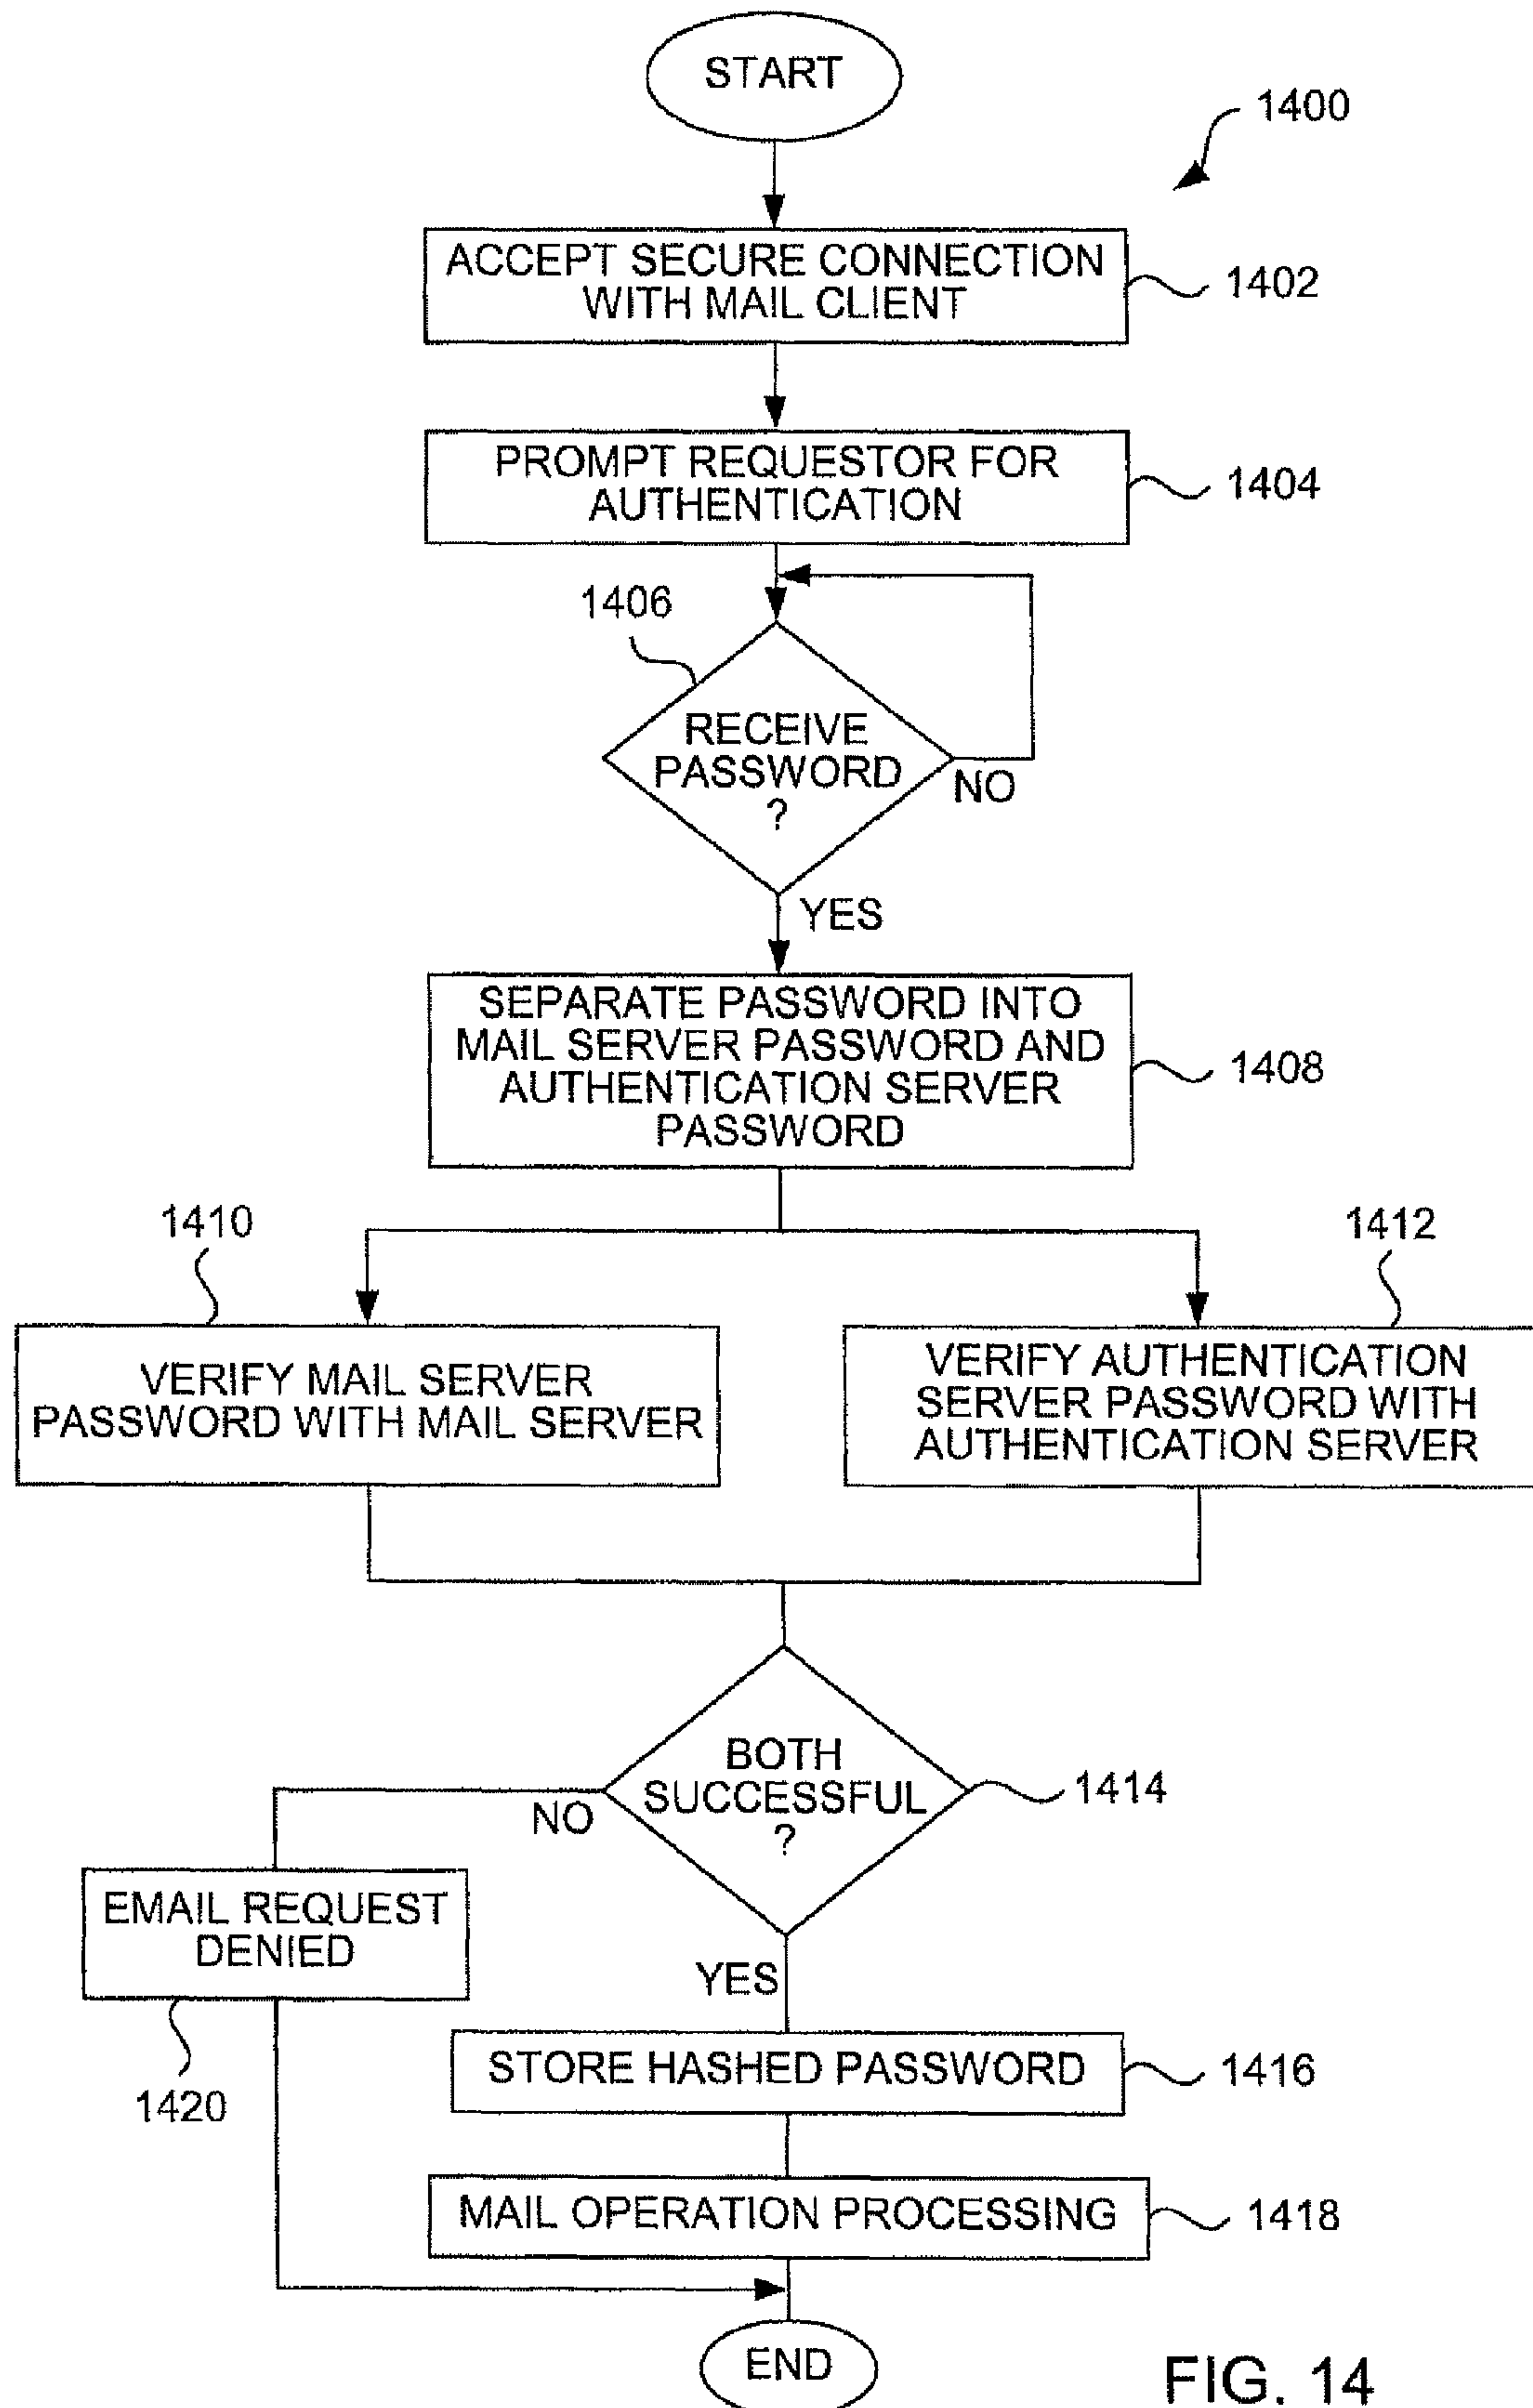 START
1400
ACCEPT SECURE CONNECTION
WITH MAIL CLIENT
1402
PROMPT REQUESTOR FOR
AUTHENTICATION
1404
1406
RECEIVE
PASSWORD
?
NO
YES
SEPARATE PASSWORD INTO
MAIL SERVER PASSWORD AND
AUTHENTICATION SERVER
PASSWORD
1408
1410
1412
VERIFY MAIL SERVER
PASSWORD WITH MAIL SERVER
VERIFY AUTHENTICATION
SERVER PASSWORD WITH
AUTHENTICATION SERVER
BOTH
SUCCESSFUL
?
1414
NO
EMAIL REQUEST
DENIED
YES
1420
STORE HASHED PASSWORD
1416
MAIL OPERATION PROCESSING
1418
END
FIG. 14